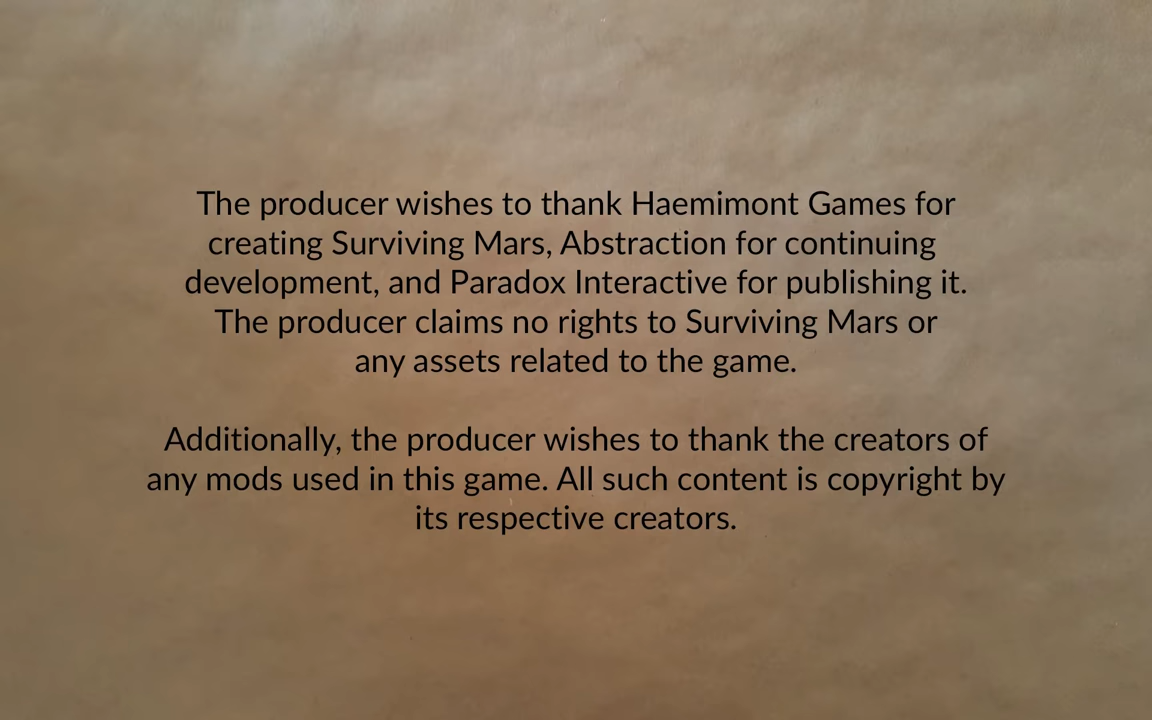 The producer wishes to thank Haemimont Games for
creating Surviving Mars, Abstraction for continuing
development, and Paradox Interactive for publishing it.
The producer claims no rights to Surviving Mars or
any assets related to the game.
Additionally, the producer wishes to thank the creators of
any mods used in this game. All such content is copyright by
its respective creators.